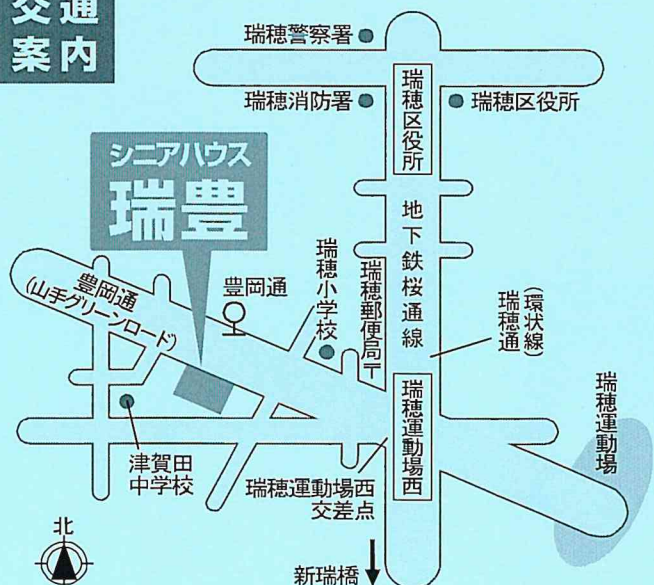 交通
案内
瑞穂警察署
瑞穂消防署
瑞穂区役所
瑞穂区役所
シニアハウス
瑞豊
地下鉄桜通線
豊岡通
(山手グリーンロード)
豊岡通
瑞穂小学校
瑞穂郵便局〒
(環状線)
瑞穂通
瑞穂運動場
瑞穂運動場西
津賀田
中学校
瑞穂運動場西
交差点
北
新瑞橋